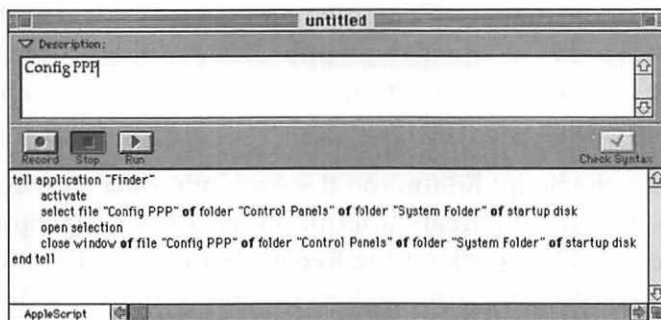 untitled
Description:
Config PPP
Record Stop Run Check Syntax
tell application "Finder"
activate
select file "Config PPP" of folder "Control Panels" of folder "System Folder" of startup disk
open selection
close window of file "Config PPP" of folder "Control Panels" of folder "System Folder" of startup disk
end tell
AppleScript